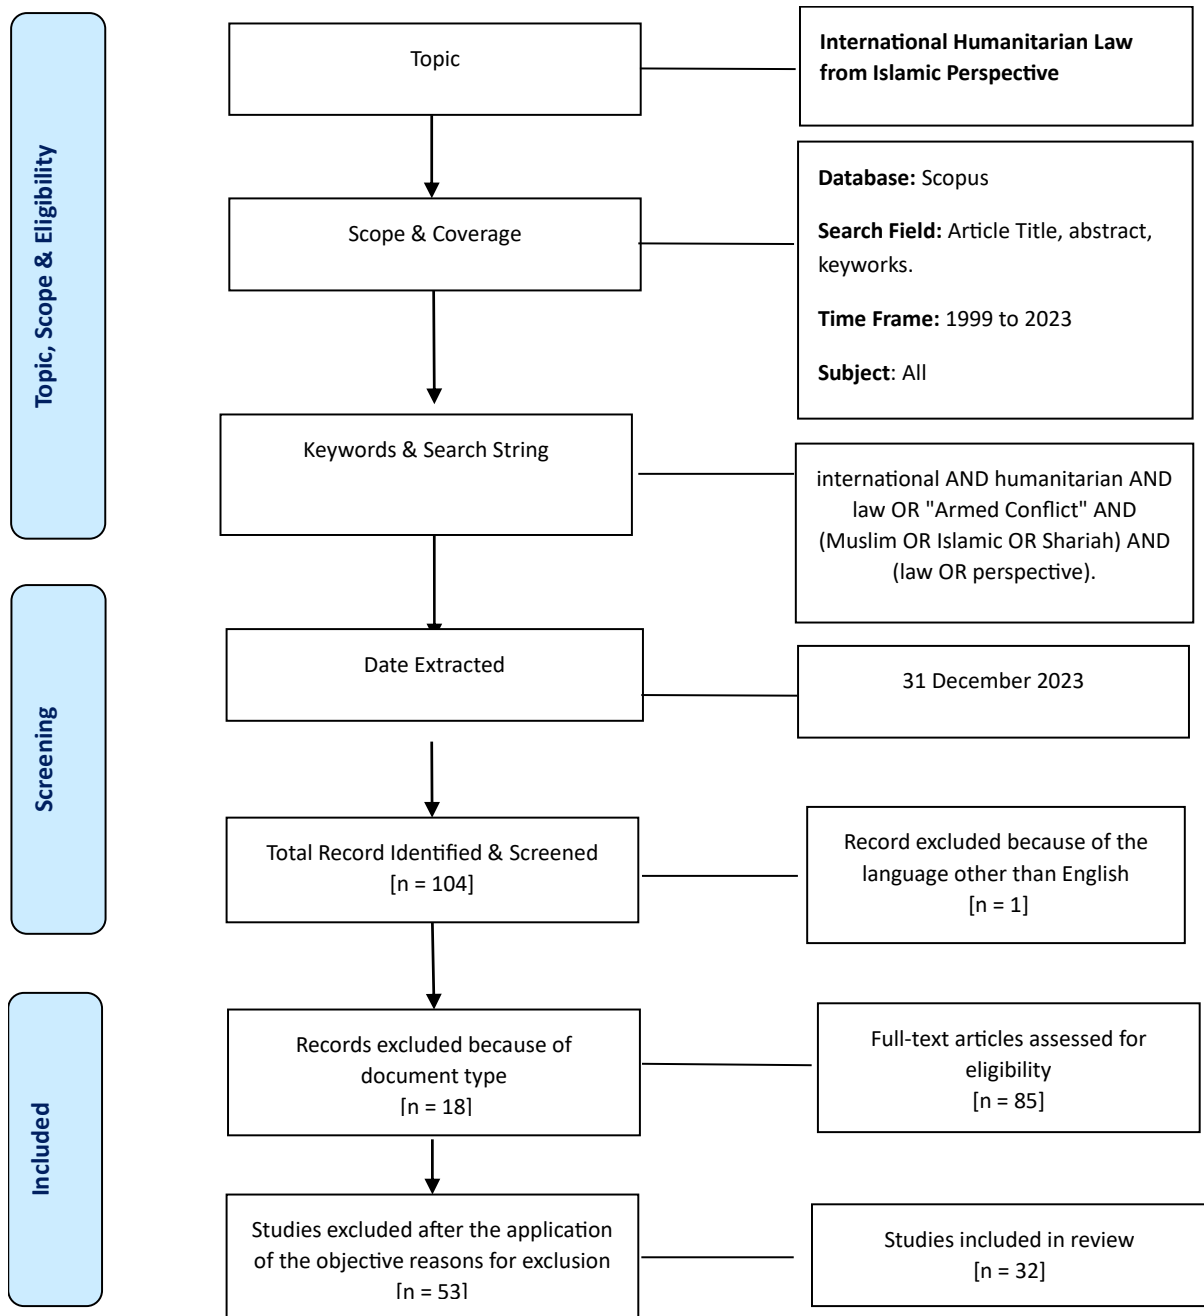 Topic, Scope & Eligibility
Topic
International Humanitarian Law
from Islamic Perspective
Scope & Coverage
Database: Scopus
Search Field: Article Title, abstract,
keyworks.
Time Frame: 1999 to 2023
Subject: All
Keywords & Search String
international AND humanitarian AND
law OR "Armed Conflict" AND
(Muslim OR Islamic OR Shariah) AND
(law OR perspective).
Screening
Date Extracted
31 December 2023
Total Record Identified & Screened
[n = 104]
Record excluded because of the
language other than English
[n = 1]
Included
Records excluded because of
document type
[n = 18]
Full-text articles assessed for
eligibility
[n = 85]
Studies excluded after the application
of the objective reasons for exclusion
[n = 53]
Studies included in review
[n = 32]